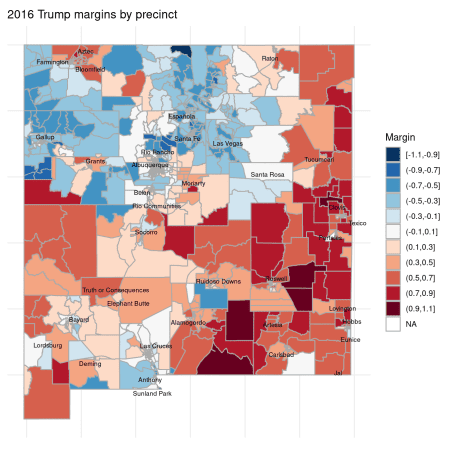 2016 Trump margins by precinct
Aztec
Farmington
Bloomfield
Raton
Española
Gallup
Santa Fe
Las Vegas
Rio Rancho
Grants
Albuquerque
Tucumcari
Santa Rosa
Moriarty
Belen
Rio Communities
Socorro
Truth or Consequences
Elephant Butte
Ruidoso Downs
Roswell
Bayard
Alamogordo
Artesia
Lovington
Hobbs
Lordsburg
Las Cruces
Eunice
Carlsbad
Deming
Anthony
Jal
Sunland Park
Margin
[-1.1,-0.9]
(-0.9,-0.7]
(-0.7,-0.5]
(-0.5,-0.3]
(-0.3,-0.1]
(-0.1,0.1]
(0.1,0.3]
(0.3,0.5]
(0.5,0.7]
(0.7,0.9]
(0.9,1.1]
NA